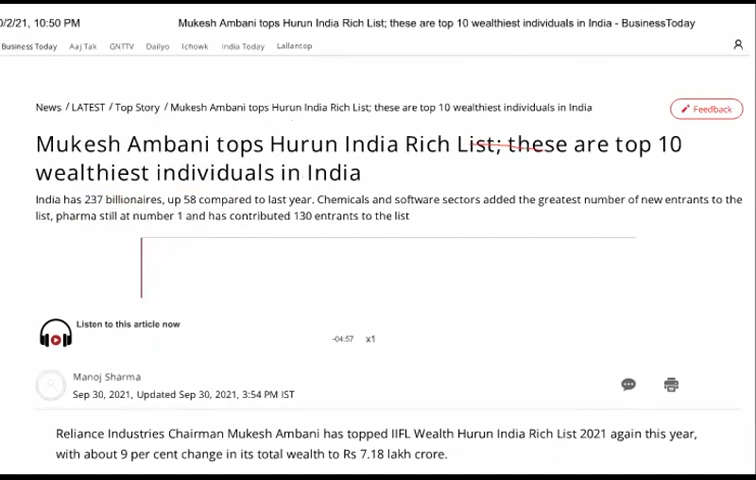 0/2/21, 10:50 PM Mukesh Ambani tops Hurun India Rich List; these are top 10 wealthiest individuals in India - BusinessToday
Business Today Aaj Tak GNTTV Dailyo Ichowk India Today Lallantop
News / LATEST / Top Story / Mukesh Ambani tops Hurun India Rich List; these are top 10 wealthiest individuals in India
Feedback
Mukesh Ambani tops Hurun India Rich List; these are top 10
wealthiest individuals in India
India has 237 billionaires, up 58 compared to last year. Chemicals and software sectors added the greatest number of new entrants to the
list, pharma still at number 1 and has contributed 130 entrants to the list
Listen to this article now
-04:57 x1
Manoj Sharma
Sep 30, 2021, Updated Sep 30, 2021, 3:54 PM IST
Reliance Industries Chairman Mukesh Ambani has topped IIFL Wealth Hurun India Rich List 2021 again this year,
with about 9 per cent change in its total wealth to Rs 7.18 lakh crore.